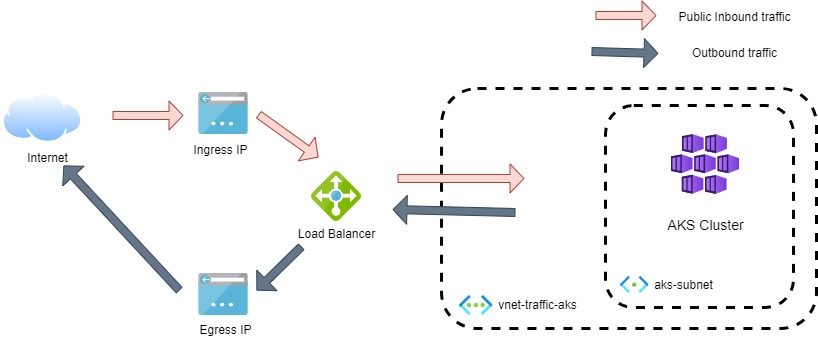 Public Inbound traffic
Outbound traffic
Internet
Ingress IP
Load Balancer
Egress IP
AKS Cluster
aks-subnet
vnet-traffic-aks